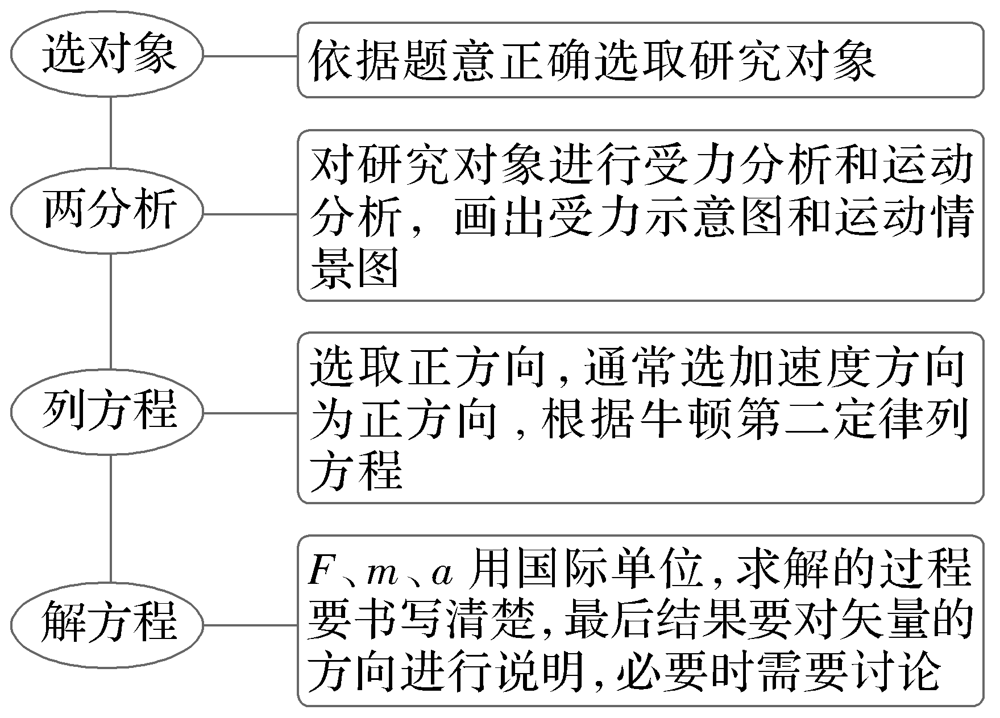 选对象
依据题意正确选取研究对象
两分析
对研究对象进行受力分析和运动
分析，画出受力示意图和运动情
景图
列方程
选取正方向,通常选加速度方向
为正方向,根据牛顿第二定律列
方程
解方程
F、m、a 用国际单位,求解的过程
要书写清楚,最后结果要对矢量的
方向进行说明,必要时需要讨论